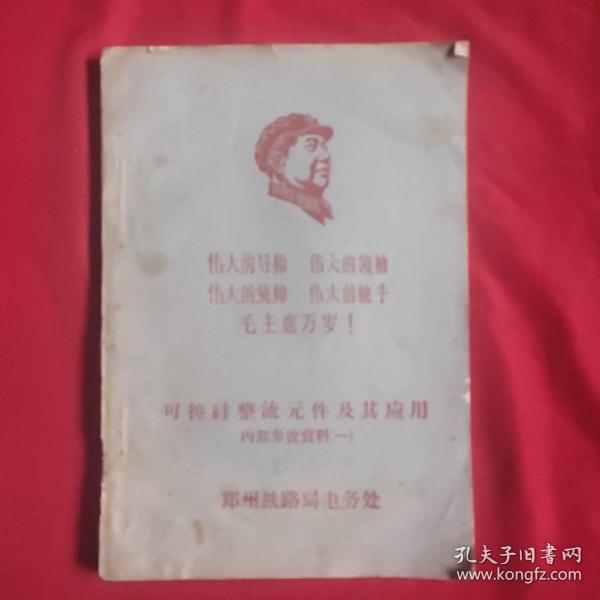 伟大的导师 伟大的领袖
伟大的统帅 伟大的舵手
毛主席万岁！
可控硅整流元件及其应用
内部参考資料(一)
郑州铁路局电务处
孔夫子旧书网
www.kongfz.com